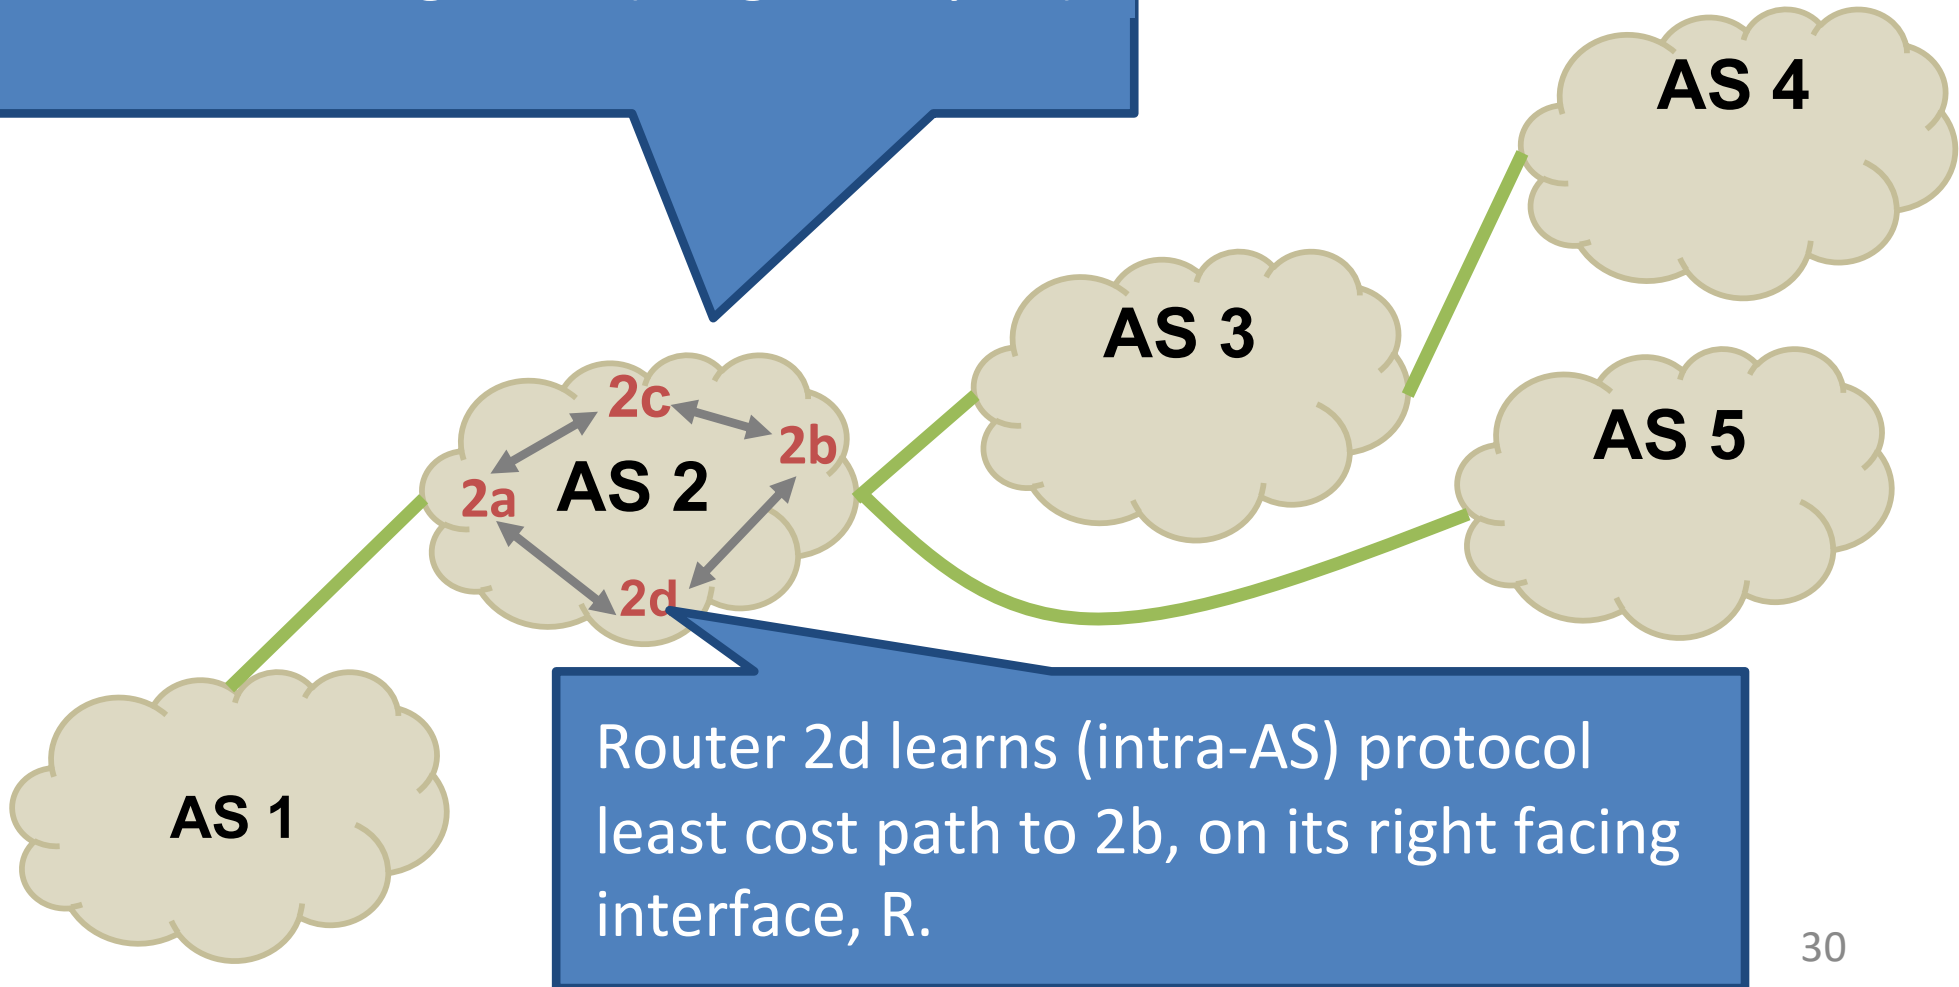 AS 4
AS 3
2c
AS 5
2b
AS 2
2a
2d
Router 2d learns (intra-AS) protocol
least cost path to 2b, on its right facing
interface, R.
AS 1
30